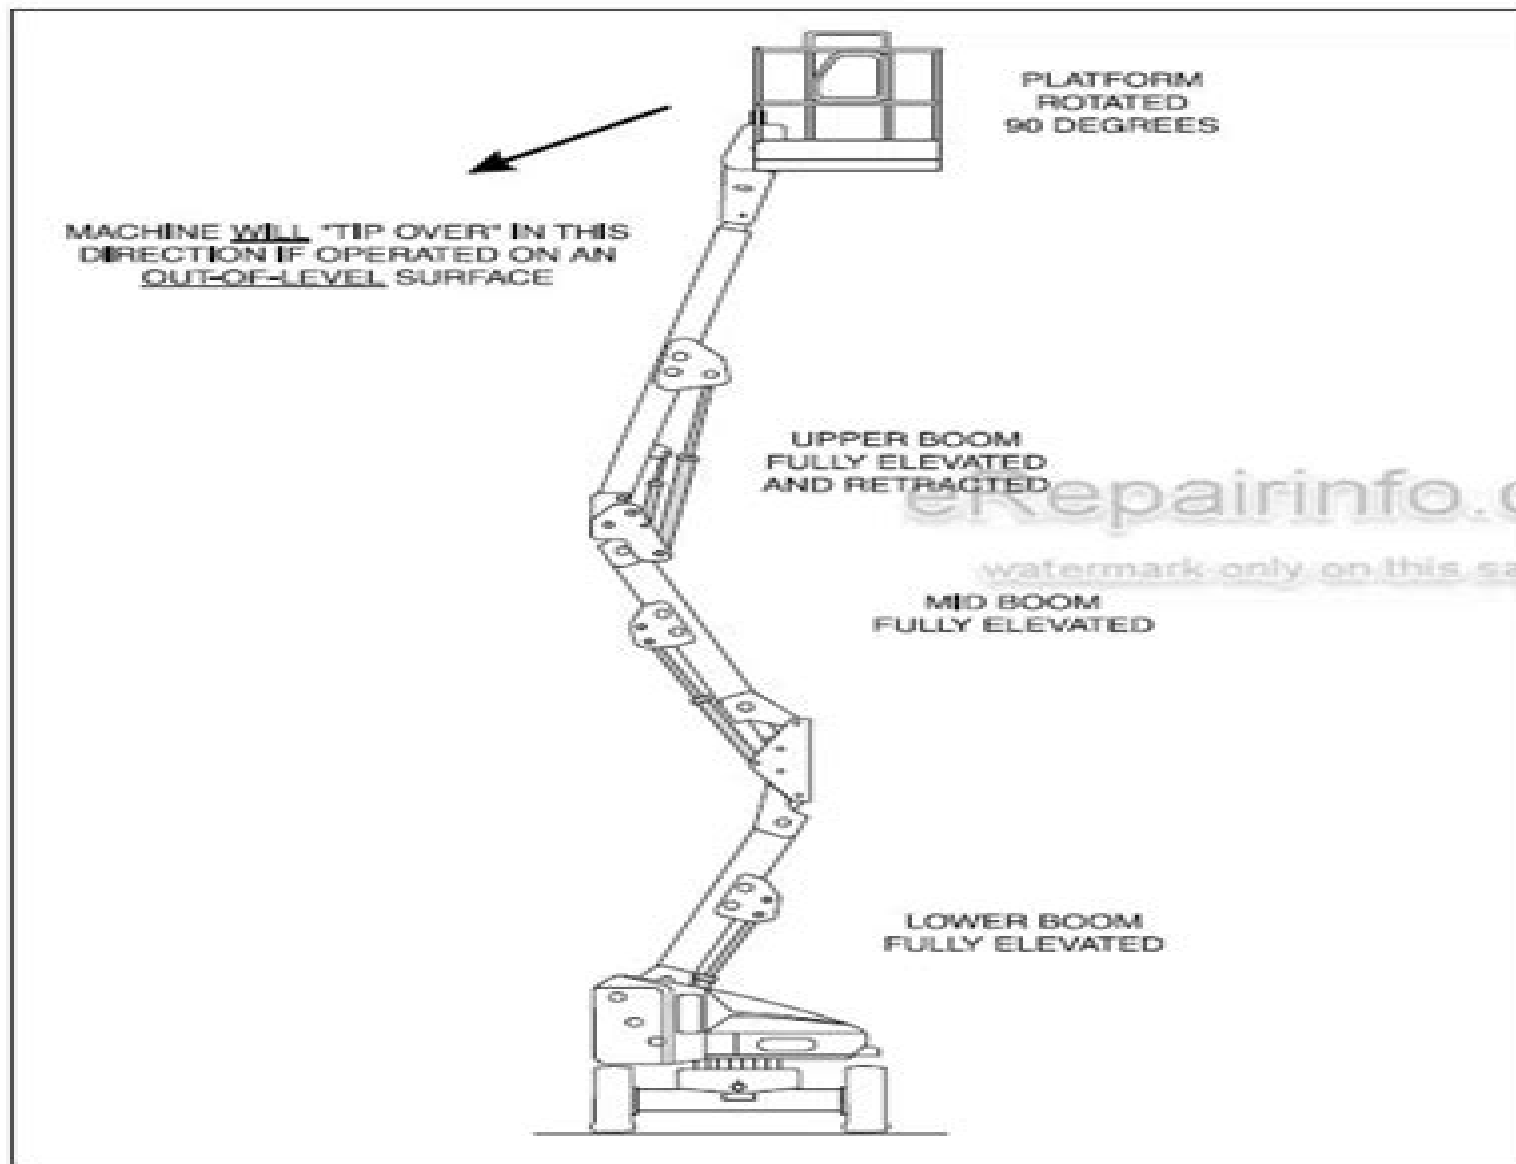 PLATFORM
ROTATED
90 DEGREES
MACHINE WILL "TIP OVER" IN THIS
DIRECTION IF OPERATED ON AN
OUT-OF-LEVEL SURFACE
UPPER BOOM
FULLY ELEVATED
AND RETRACTED
eRepairinfo.c
watermark only on this sa
MID BOOM
FULLY ELEVATED
LOWER BOOM
FULLY ELEVATED